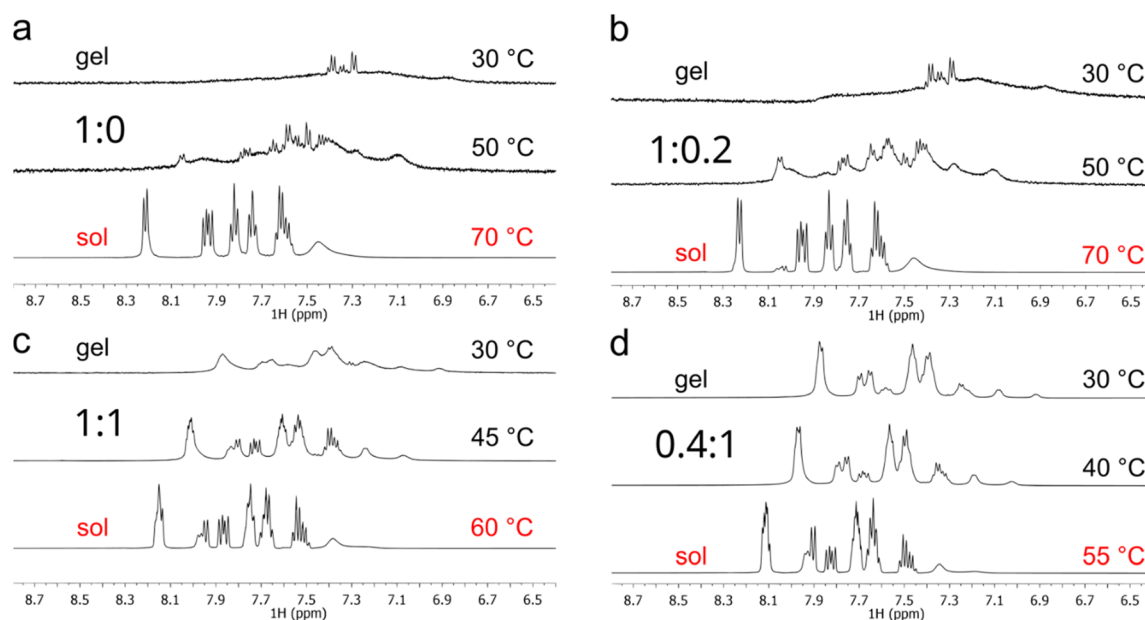 a
gel 30 °C
1:0 50 °C
sol 70 °C
8.7 8.5 8.3 8.1 7.9 7.7 7.5 7.3 7.1 6.9 6.7 6.5
1H (ppm)
b
gel 30 °C
1:0.2 50 °C
sol 70 °C
8.7 8.5 8.3 8.1 7.9 7.7 7.5 7.3 7.1 6.9 6.7 6.5
1H (ppm)
c
gel 30 °C
1:1 45 °C
sol 60 °C
8.7 8.5 8.3 8.1 7.9 7.7 7.5 7.3 7.1 6.9 6.7 6.5
1H (ppm)
d
gel 30 °C
0.4:1 40 °C
sol 55 °C
8.7 8.5 8.3 8.1 7.9 7.7 7.5 7.3 7.1 6.9 6.7 6.5
1H (ppm)